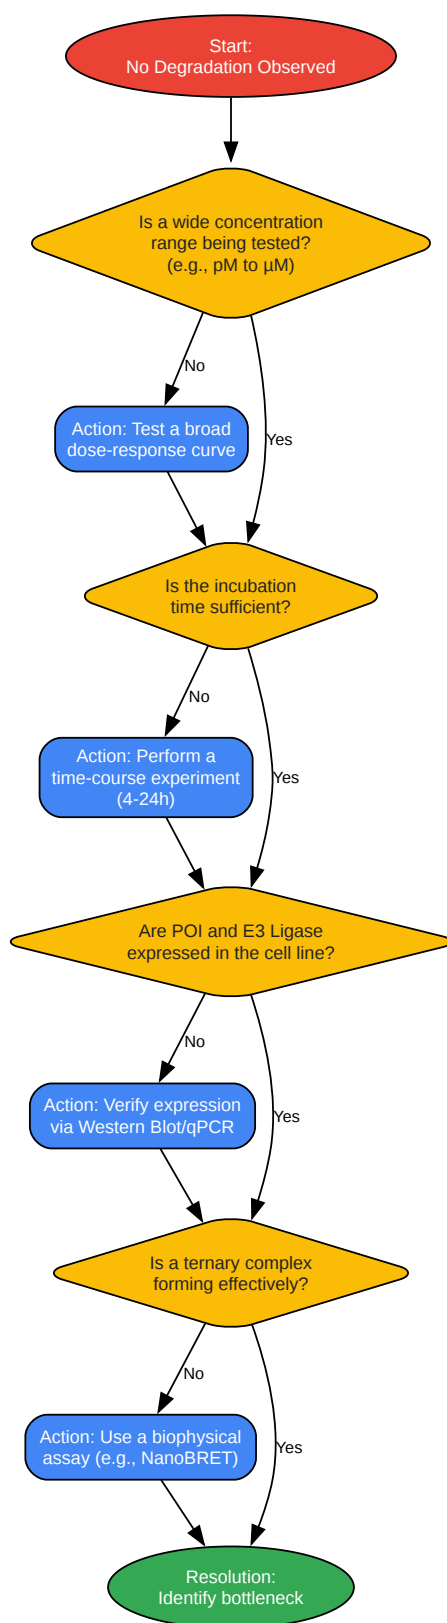 Start:
No Degradation Observed
Is a wide concentration
range being tested?
(e.g., pM to µM)
No
Action: Test a broad
dose-response curve
Yes
Is the incubation
time sufficient?
No
Action: Perform a
time-course experiment
(4-24h)
Yes
Are POI and E3 Ligase
expressed in the cell line?
No
Action: Verify expression
via Western Blot/qPCR
Yes
Is a ternary complex
forming effectively?
No
Action: Use a biophysical
assay (e.g., NanoBRET)
Yes
Resolution:
Identify bottleneck